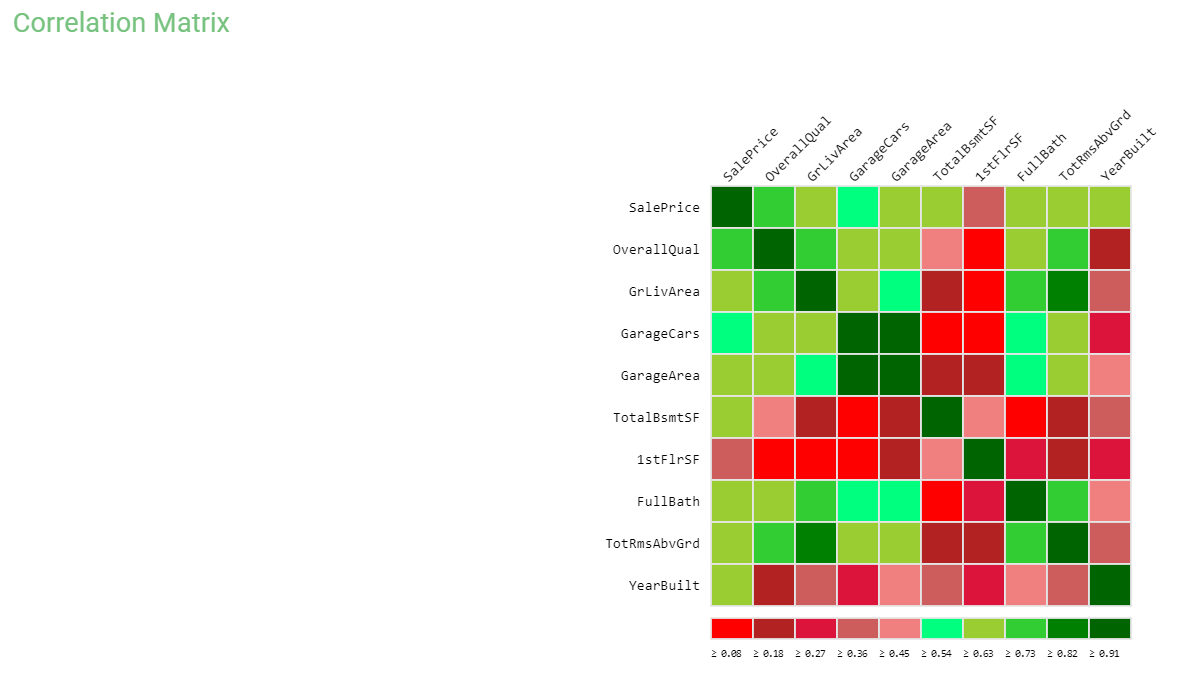 Correlation Matrix
SalePrice OverallQual GrLivArea GarageCars GarageArea TotalBsmtSF 1stFlrSF FullBath TotRmsAbvGrd YearBuilt
SalePrice
OverallQual
GrLivArea
GarageCars
GarageArea
TotalBsmtSF
1stFlrSF
FullBath
TotRmsAbvGrd
YearBuilt
≥ 0.08 ≥ 0.18 ≥ 0.27 ≥ 0.36 ≥ 0.45 ≥ 0.54 ≥ 0.63 ≥ 0.73 ≥ 0.82 ≥ 0.91